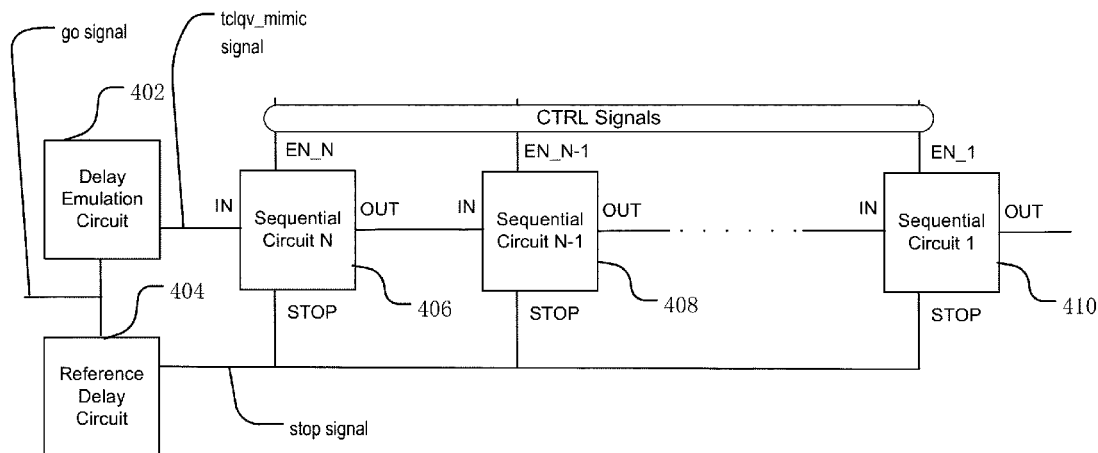 go signal
tclqv_mimic
signal
402
CTRL Signals
EN_N
EN_N-1
EN_1
Delay
Emulation
Circuit
IN
Sequential
Circuit N
OUT
IN
Sequential
Circuit N-1
OUT
IN
Sequential
Circuit 1
OUT
404
STOP
406
STOP
408
STOP
410
Reference
Delay
Circuit
stop signal